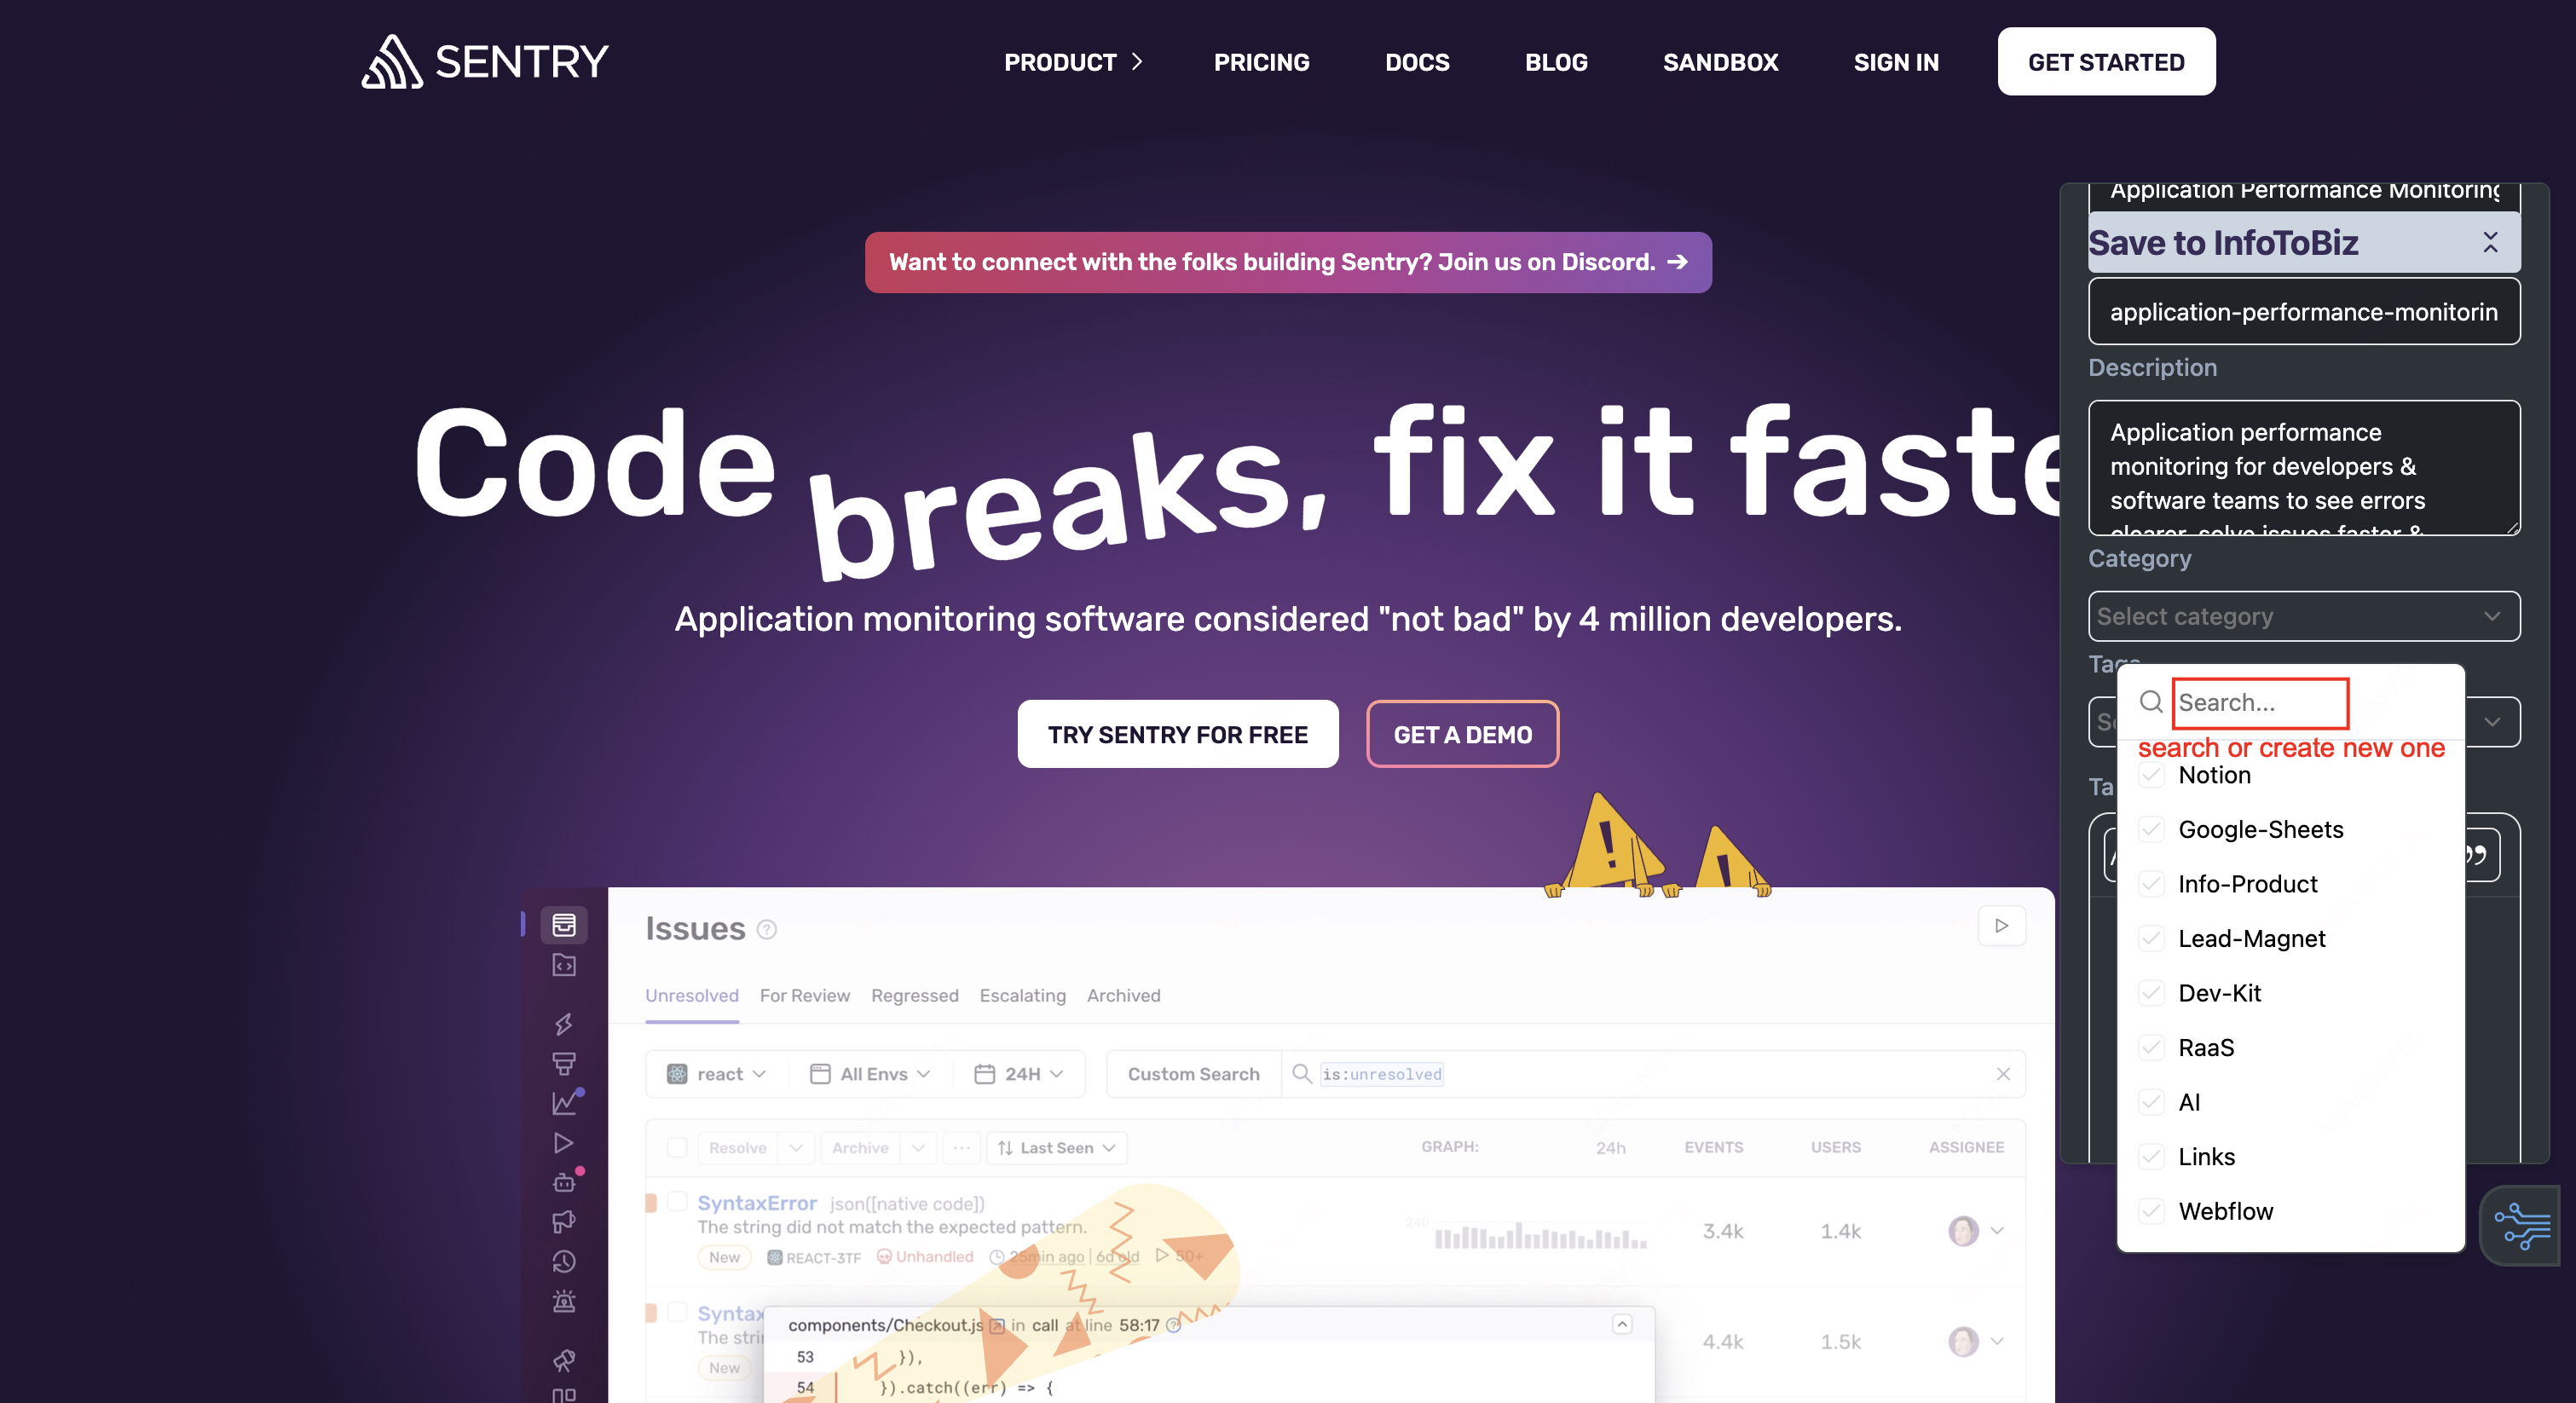 SENTRY
PRODUCT
PRICING
DOCS
BLOG
SANDBOX
SIGN IN
GET STARTED
Want to connect with the folks building Sentry? Join us on Discord. →
Code breaks, fix it faste
Application monitoring software considered "not bad" by 4 million developers.
TRY SENTRY FOR FREE
GET A DEMO
Issues ?
Unresolved
For Review
Regressed
Escalating
Archived
react
All Envs
24H
Custom Search
is:unresolved
Resolve
Archive
...
Last Seen
GRAPH:
24h
EVENTS
USERS
ASSIGNEE
SyntaxError json([native code])
The string did not match the expected pattern.
New
REACT-3TF
Unhandled
25min ago | 6d old
50+
240
3.4k
1.4k
Syntax
The stri
New
4.4k
1.5k
components/Checkout.js in call at line 58:17 ?
53 }),
54 }).catch((err) => {
Application Performance Monitoring
Save to InfoToBiz
application-performance-monitorin
Description
Application performance
monitoring for developers &
software teams to see errors
clearer, solve issues faster &
Category
Select category
Tags
Search...
search or create new one
Notion
Google-Sheets
Info-Product
Lead-Magnet
Dev-Kit
RaaS
AI
Links
Webflow